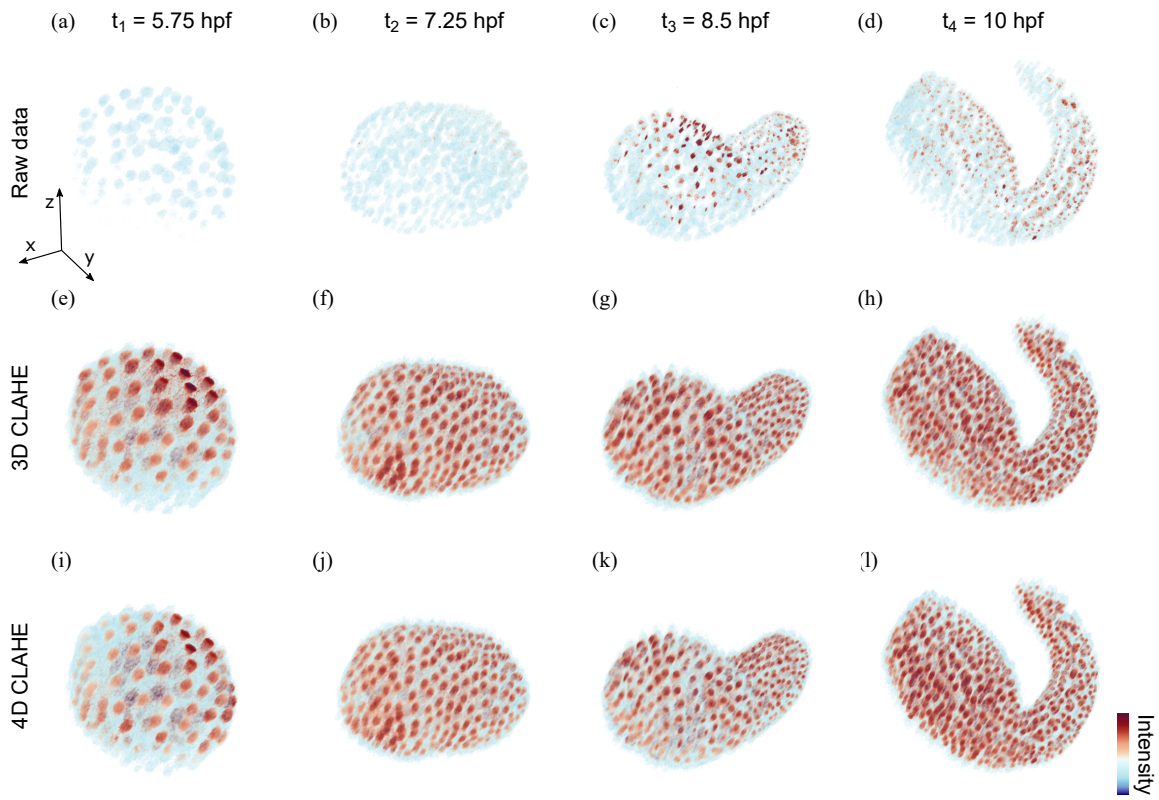 (a) t₁ = 5.75 hpf (b) t₂ = 7.25 hpf (c) t₃ = 8.5 hpf (d) t₄ = 10 hpf
Raw data
z
x
y
(e) (f) (g) (h)
3D CLAHE
(i) (j) (k) (l)
4D CLAHE
Intensity